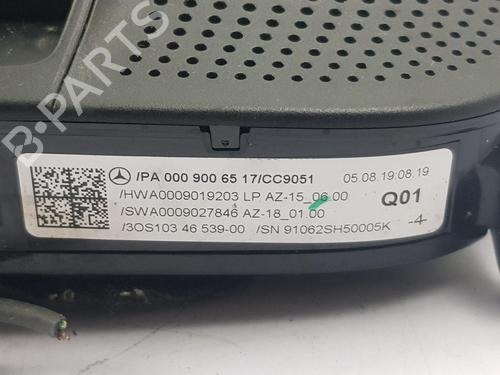 B-PARTS
/PA 000 900 65 17/CC9051 05.08.19:08.19
/HWA0009019203 LP AZ-15_06.00 Q01
/SWA0009027846 AZ-18_01.00
/3OS103 46 539-00 /SN 91062SH50005K -4